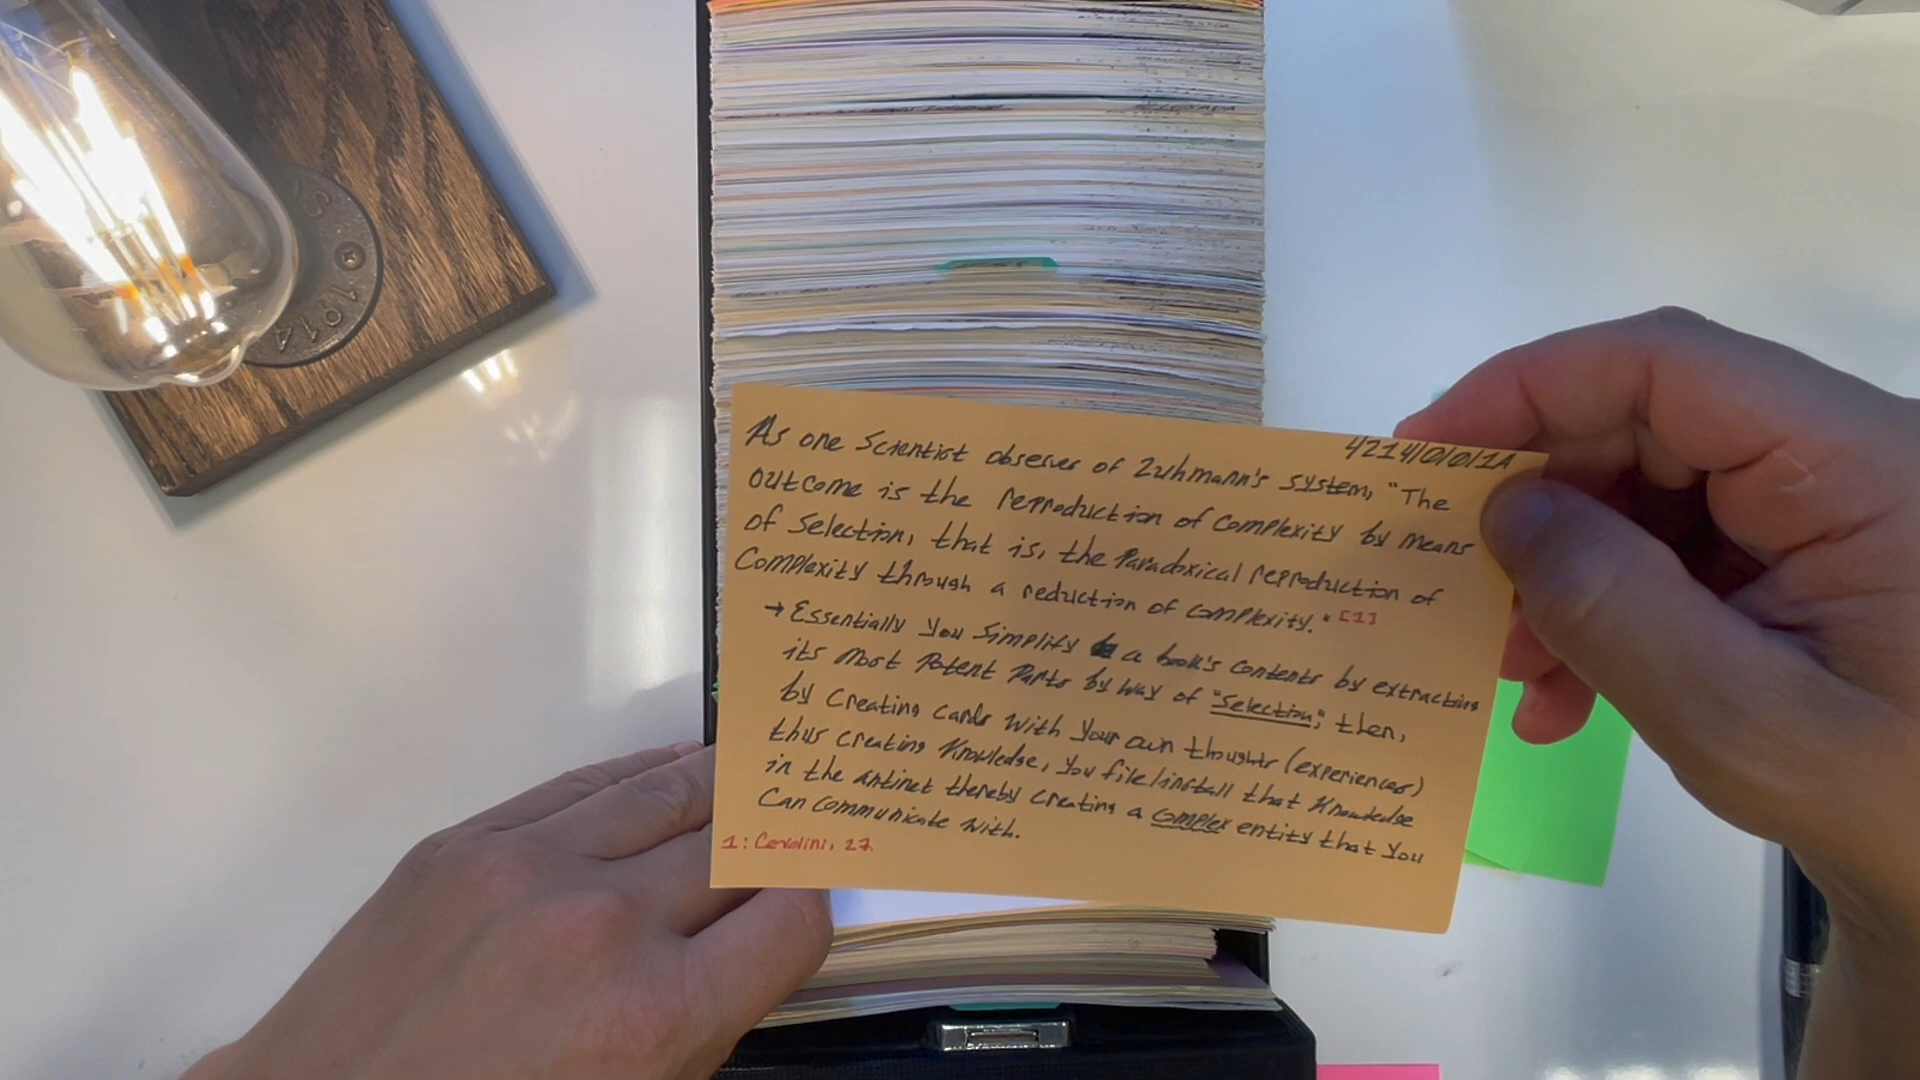 4214/0/0/1A
As one Scientist observes of Luhmann's system, "The
outcome is the reproduction of complexity by means
of selection, that is, the Paradoxical reproduction of
Complexity through a reduction of complexity." [1]
→ Essentially you simplify a book's contents by extracting
its most Potent Parts by way of "Selection"; then,
by Creating cards with your own thoughts (experiences)
thus creating Knowledge, you file/install that Knowledge
in the antinet thereby creating a complex entity that you
Can communicate with.
1: Cevolini, 27.
1914